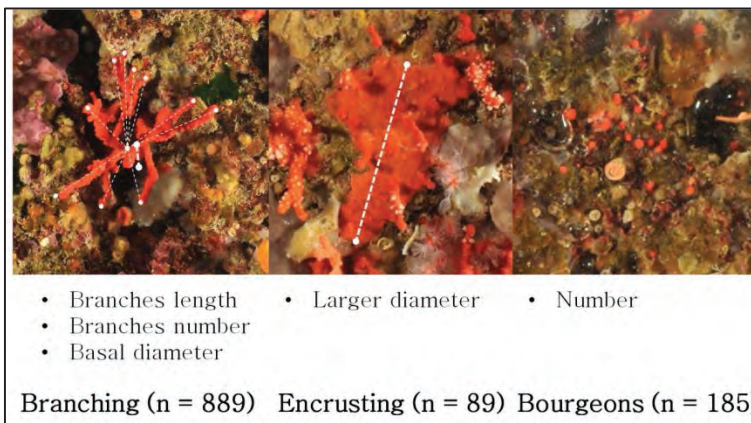 • Branches length
• Branches number
• Basal diameter
• Larger diameter
• Number
Branching (n = 889)
Encrusting (n = 89)
Bourgeons (n = 185